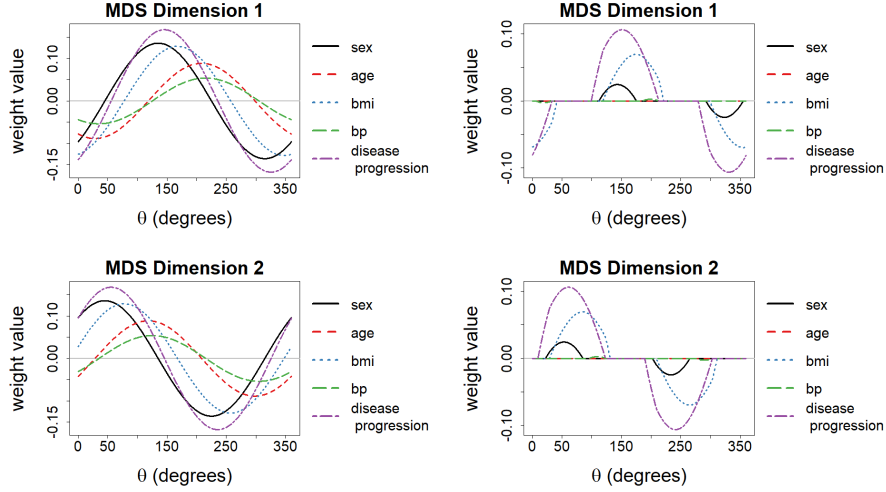 MDS Dimension 1
weight value
0.10
0.00
-0.15
0
50
150
250
350
θ (degrees)
sex
age
bmi
bp
disease
progression
MDS Dimension 1
weight value
0.10
0.00
-0.10
0
50
150
250
350
θ (degrees)
sex
age
bmi
bp
disease
progression
MDS Dimension 2
weight value
0.10
0.00
-0.15
0
50
150
250
350
θ (degrees)
sex
age
bmi
bp
disease
progression
MDS Dimension 2
weight value
0.10
0.00
-0.10
0
50
150
250
350
θ (degrees)
sex
age
bmi
bp
disease
progression